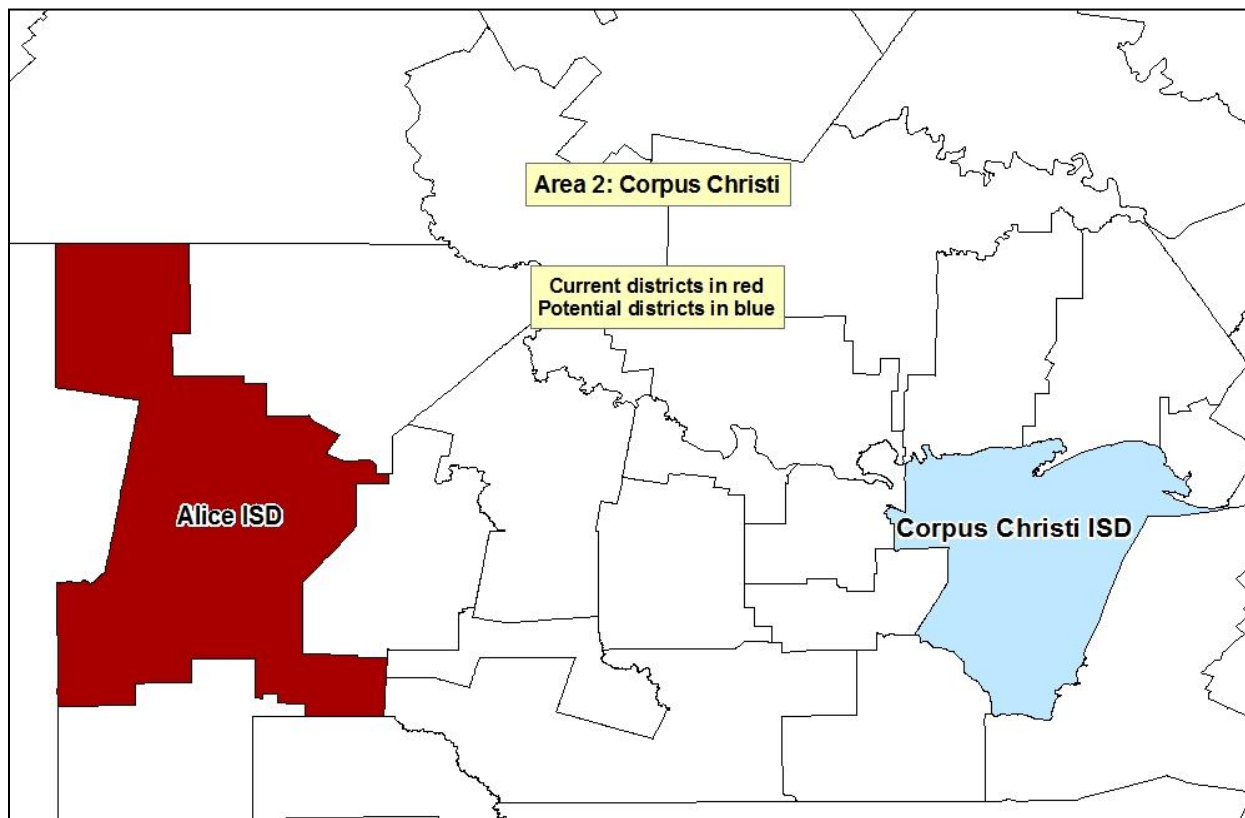 Area 2: Corpus Christi
Current districts in red
Potential districts in blue
Alice ISD
Corpus Christi ISD